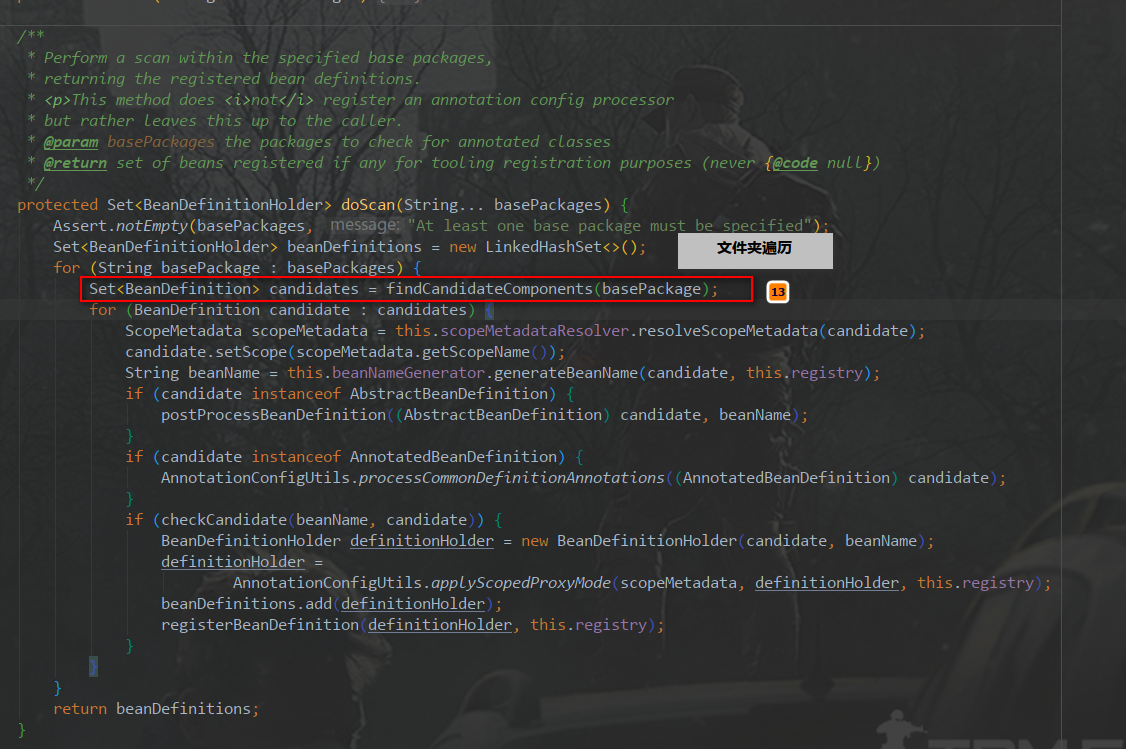 /**
* Perform a scan within the specified base packages,
* returning the registered bean definitions.
* <p>This method does <i>not</i> register an annotation config processor
* but rather leaves this up to the caller.
* @param basePackages the packages to check for annotated classes
* @return set of beans registered if any for tooling registration purposes (never {@code null})
*/
protected Set<BeanDefinitionHolder> doScan(String... basePackages) {
Assert.notEmpty(basePackages, message: "At least one base package must be specified");
Set<BeanDefinitionHolder> beanDefinitions = new LinkedHashSet<>();
文件夹遍历
for (String basePackage : basePackages) {
Set<BeanDefinition> candidates = findCandidateComponents(basePackage);
13
for (BeanDefinition candidate : candidates) {
ScopeMetadata scopeMetadata = this.scopeMetadataResolver.resolveScopeMetadata(candidate);
candidate.setScope(scopeMetadata.getScopeName());
String beanName = this.beanNameGenerator.generateBeanName(candidate, this.registry);
if (candidate instanceof AbstractBeanDefinition) {
postProcessBeanDefinition((AbstractBeanDefinition) candidate, beanName);
}
if (candidate instanceof AnnotatedBeanDefinition) {
AnnotationConfigUtils.processCommonDefinitionAnnotations((AnnotatedBeanDefinition) candidate);
}
if (checkCandidate(beanName, candidate)) {
BeanDefinitionHolder definitionHolder = new BeanDefinitionHolder(candidate, beanName);
definitionHolder =
AnnotationConfigUtils.applyScopedProxyMode(scopeMetadata, definitionHolder, this.registry);
beanDefinitions.add(definitionHolder);
registerBeanDefinition(definitionHolder, this.registry);
}
}
}
return beanDefinitions;
}